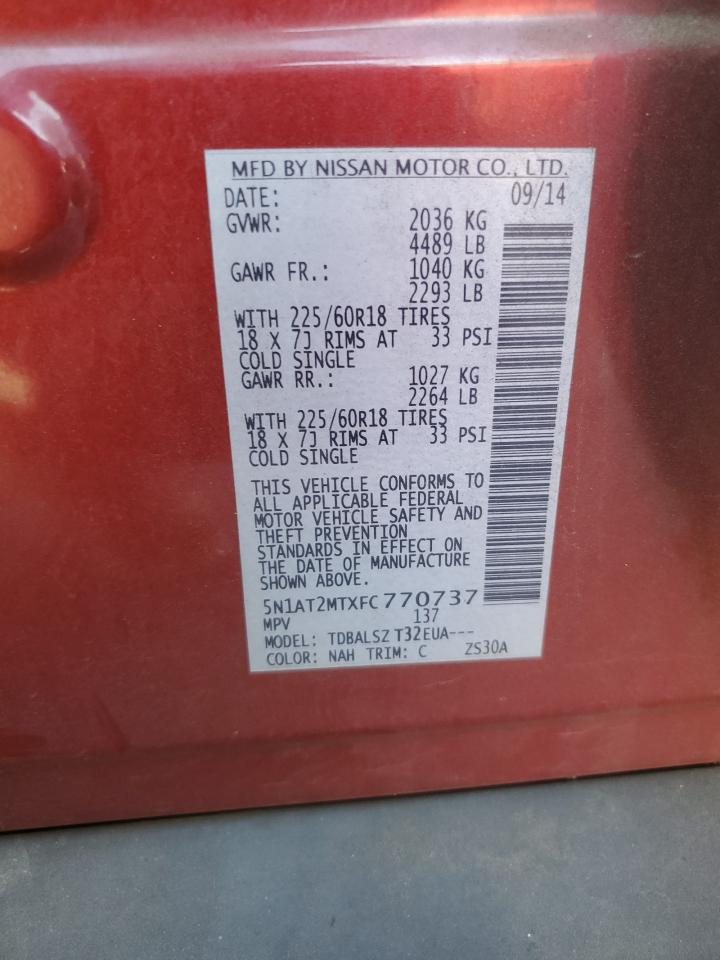 MFD BY NISSAN MOTOR CO., LTD.
DATE: 09/14
GVWR: 2036 KG
4489 LB
GAWR FR.: 1040 KG
2293 LB
WITH 225/60R18 TIRES
18 X 7J RIMS AT 33 PSI
COLD SINGLE
GAWR RR.: 1027 KG
2264 LB
WITH 225/60R18 TIRES
18 X 7J RIMS AT 33 PSI
COLD SINGLE
THIS VEHICLE CONFORMS TO
ALL APPLICABLE FEDERAL
MOTOR VEHICLE SAFETY AND
THEFT PREVENTION
STANDARDS IN EFFECT ON
THE DATE OF MANUFACTURE
SHOWN ABOVE.
5N1AT2MTXFC770737
MPV 137
MODEL: TDBALSZ T32EUA---
COLOR: NAH TRIM: C ZS30A